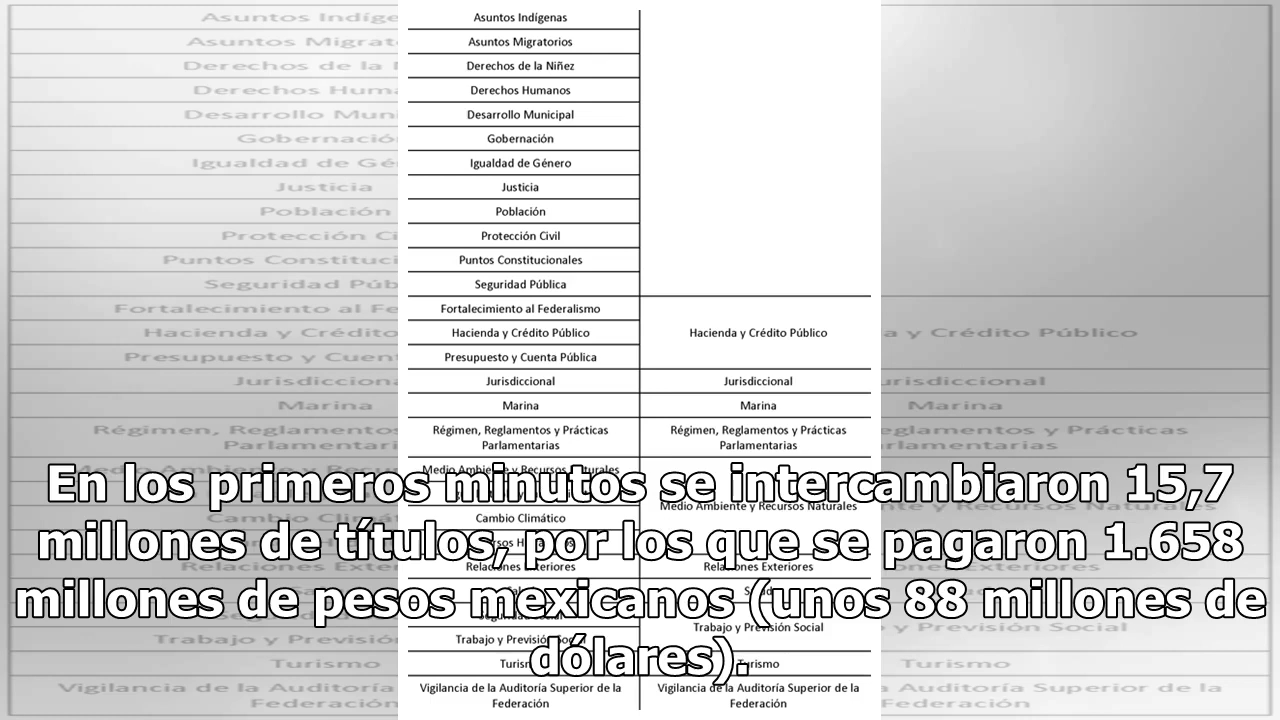 Asuntos Indígenas
Asuntos Migratorios
Derechos de la Niñez
Derechos Humanos
Desarrollo Municipal
Gobernación
Igualdad de Género
Justicia
Población
Protección Civil
Puntos Constitucionales
Seguridad Pública
Fortalecimiento al Federalismo
Hacienda y Crédito Público
Hacienda y Crédito Público
Presupuesto y Cuenta Pública
Jurisdiccional
Jurisdiccional
Marina
Marina
Régimen, Reglamentos y Prácticas
Parlamentarias
Régimen, Reglamentos y Prácticas
Parlamentarias
Medio Ambiente y Recursos Naturales
Medio Ambiente y Recursos Naturales
Cambio Climático
Relaciones Exteriores
Relaciones Exteriores
Trabajo y Previsión Social
Trabajo y Previsión Social
Turismo
Turismo
Vigilancia de la Auditoría Superior de la
Federación
Vigilancia de la Auditoría Superior de la
Federación
En los primeros minutos se intercambiaron 15,7
millones de títulos, por los que se pagaron 1.658
millones de pesos mexicanos (unos 88 millones de
dólares).